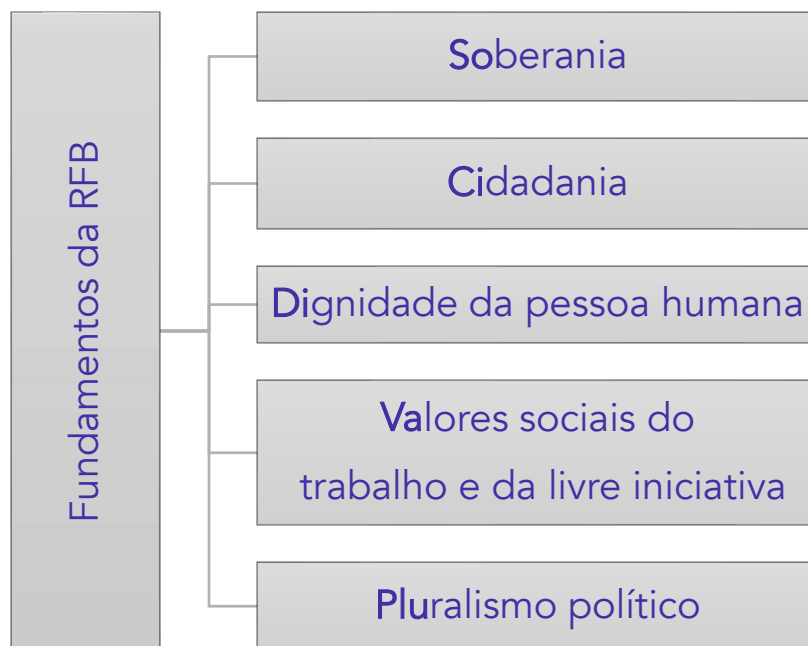 Fundamentos da RFB
Soberania
Cidadania
Dignidade da pessoa humana
Valores sociais do
trabalho e da livre iniciativa
Pluralismo político